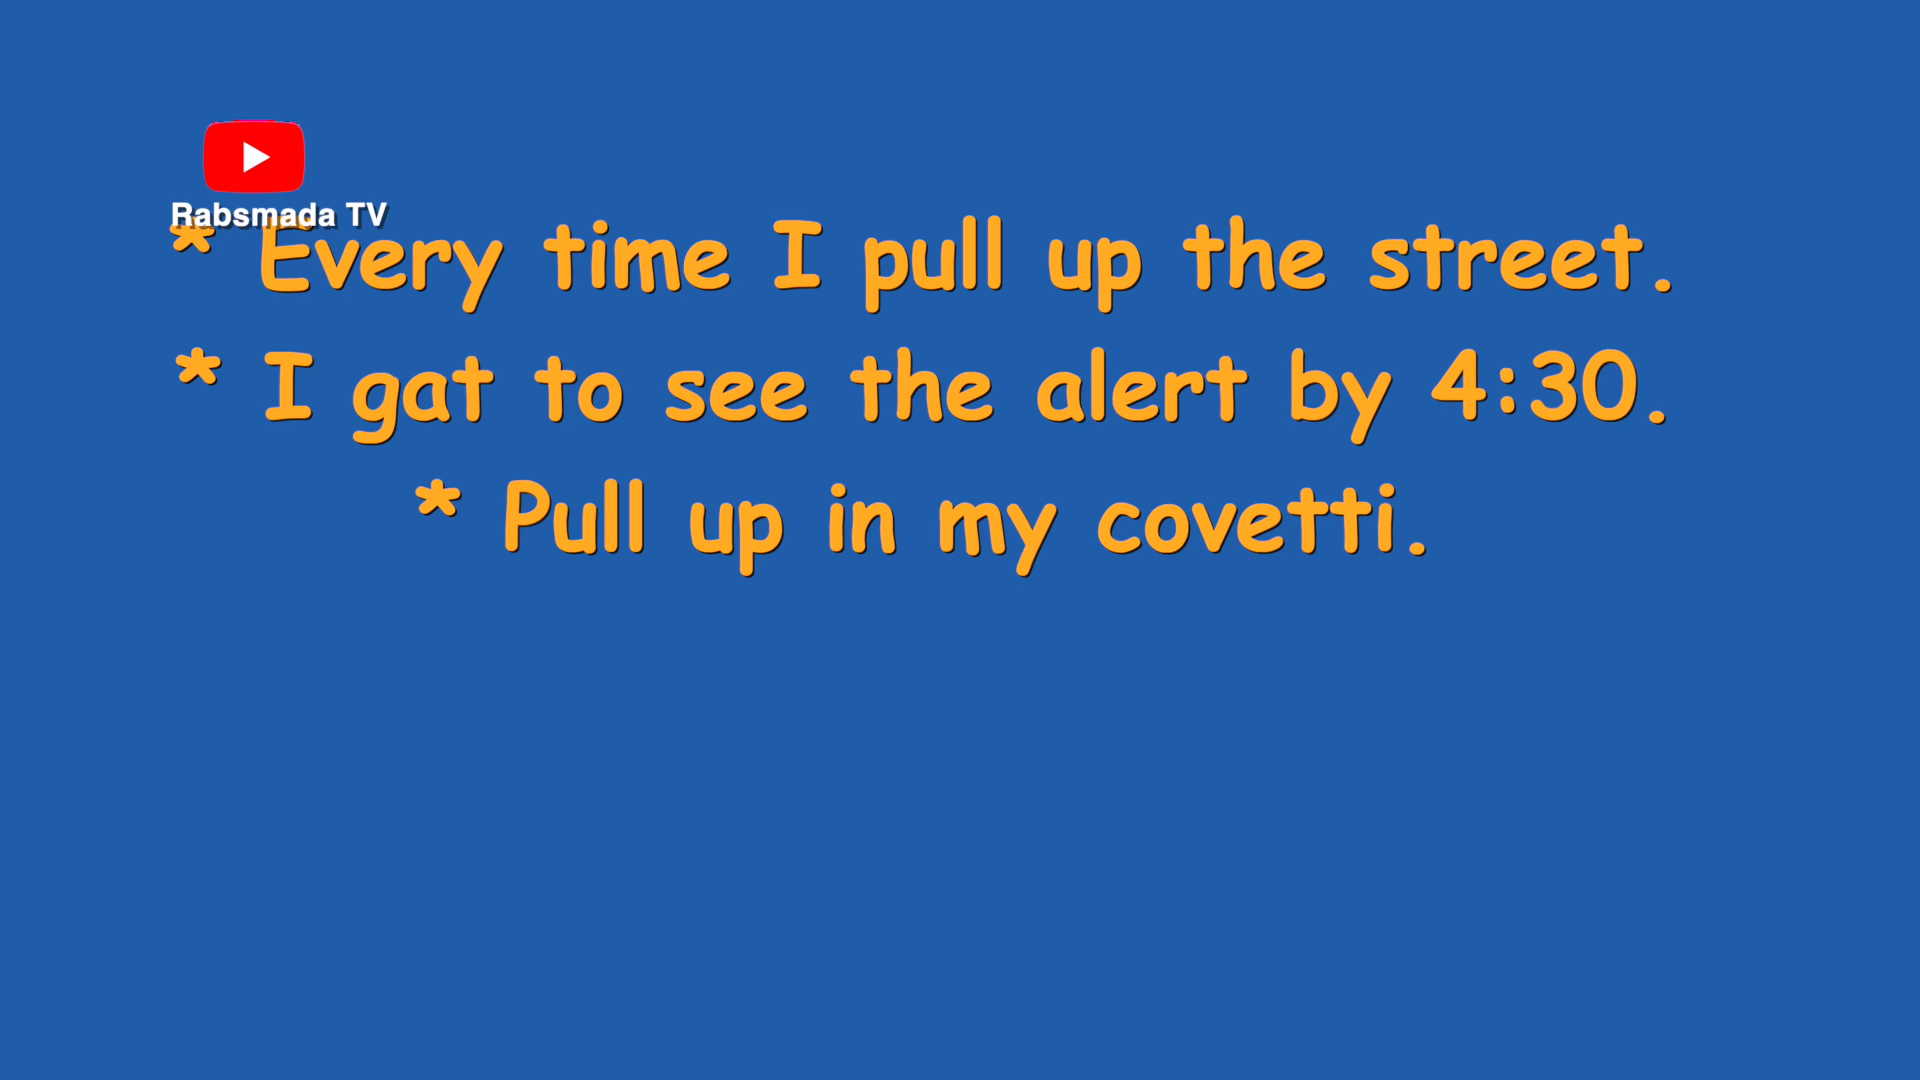 Rabsmada TV
* Every time I pull up the street.
* I gat to see the alert by 4:30.
* Pull up in my covetti.